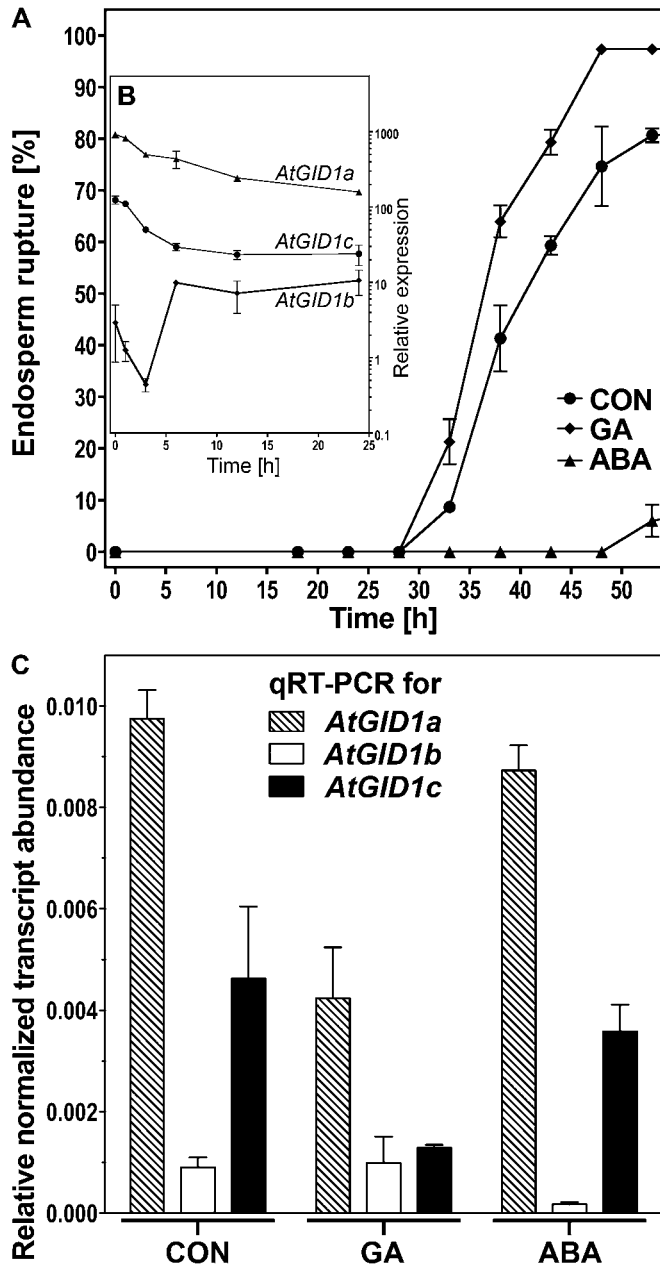 A
Endosperm rupture [%]
100
90
80
70
60
50
40
30
20
10
0
B
AtGID1a
AtGID1c
AtGID1b
1000
100
10
1
0.1
Relative expression
0 5 10 15 20 25
Time [h]
CON
GA
ABA
0 5 10 15 20 25 30 35 40 45 50
Time [h]
C
Relative normalized transcript abundance
0.010
0.008
0.006
0.004
0.002
0.000
qRT-PCR for
AtGID1a
AtGID1b
AtGID1c
CON GA ABA